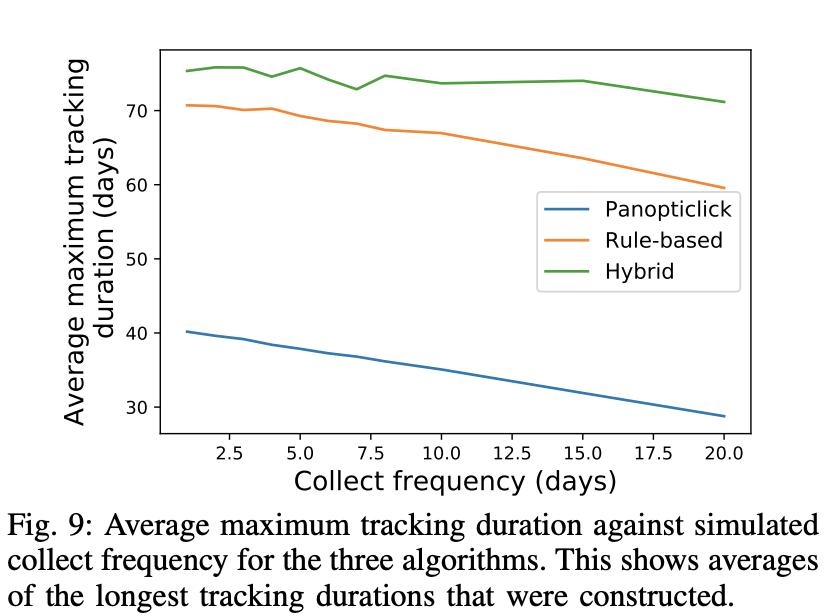 Average maximum tracking
duration (days)
70
60
50
40
30
Panopticlick
Rule-based
Hybrid
2.5 5.0 7.5 10.0 12.5 15.0 17.5 20.0
Collect frequency (days)
Fig. 9: Average maximum tracking duration against simulated
collect frequency for the three algorithms. This shows averages
of the longest tracking durations that were constructed.